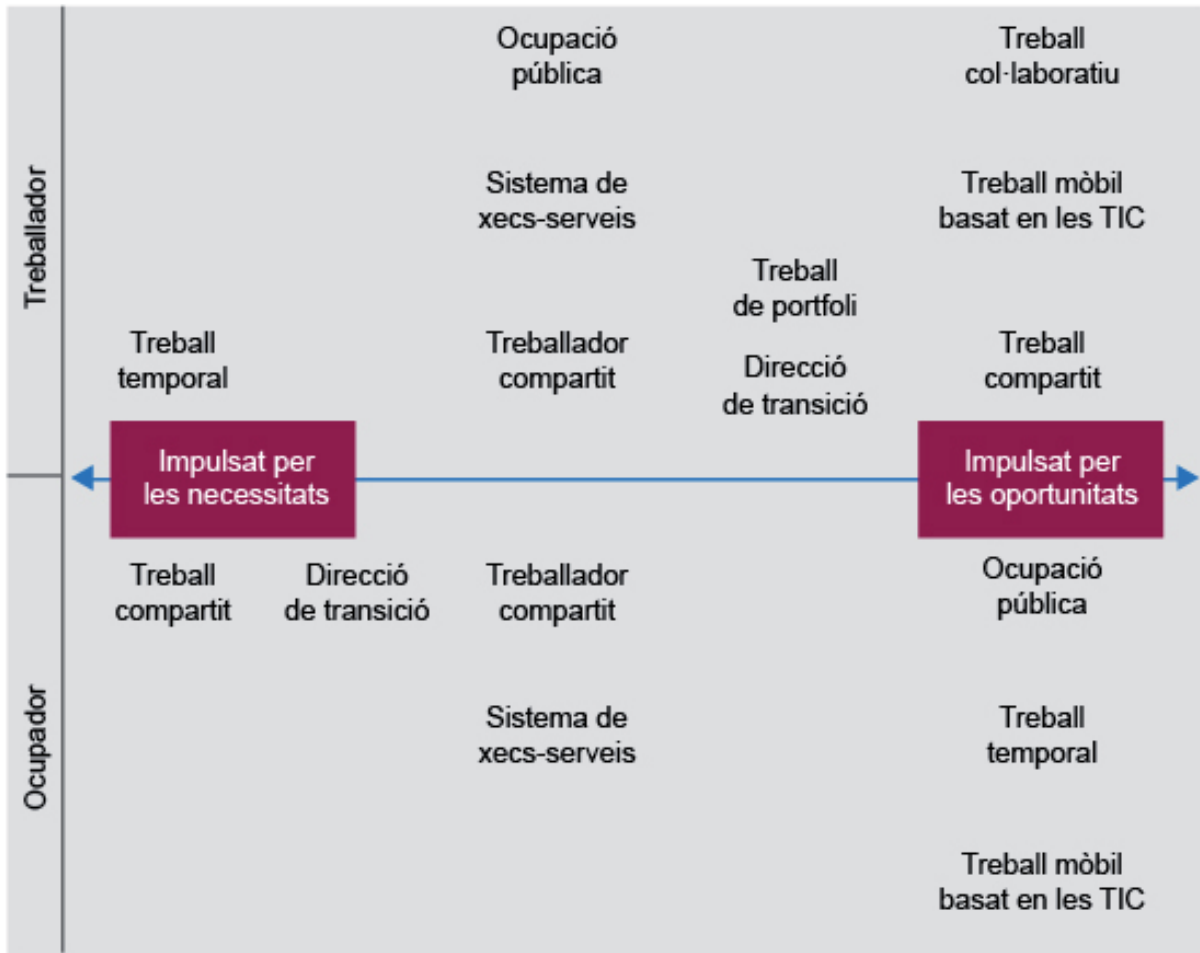 Treballador
Ocupació
pública
Treball
col·laboratiu
Sistema de
xecs-serveis
Treball mòbil
basat en les TIC
Treball
de portfoli
Treball
temporal
Treballador
compartit
Direcció
de transició
Treball
compartit
Impulsat per
les necessitats
Impulsat per
les oportunitats
Ocupador
Treball
compartit
Direcció
de transició
Treballador
compartit
Ocupació
pública
Sistema de
xecs-serveis
Treball
temporal
Treball mòbil
basat en les TIC